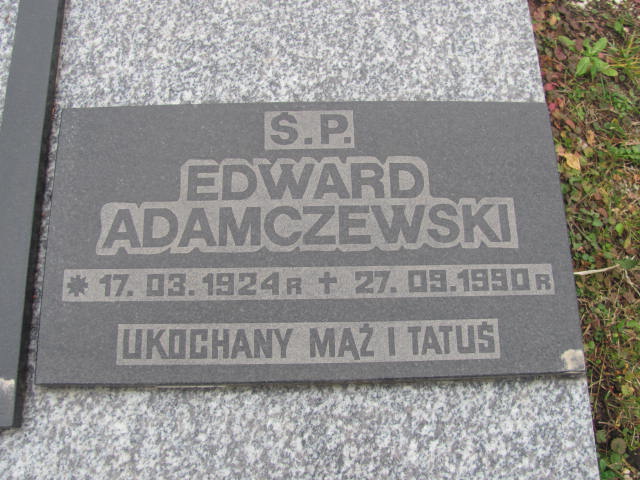 Ś.P.
EDWARD
ADAMCZEWSKI
* 17. 03. 1924 R + 27. 09. 1990 R
UKOCHANY MĄŻ I TATUŚ